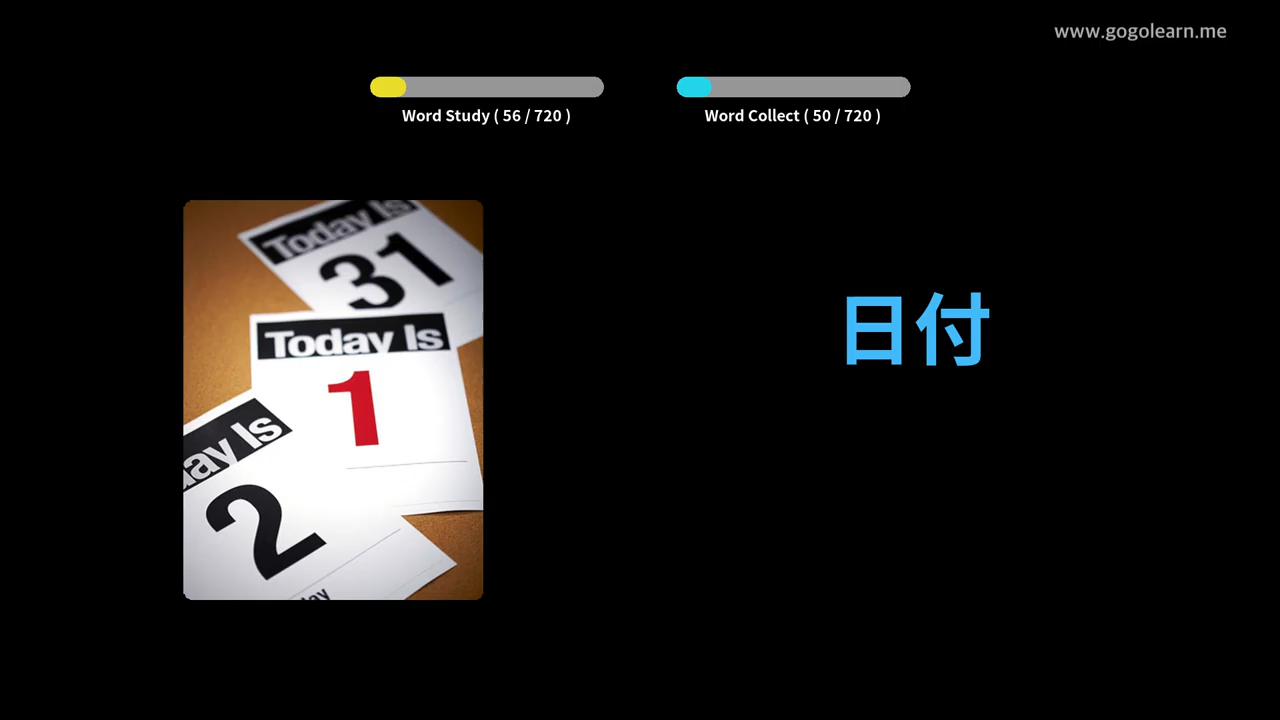 www.gogolearn.me
Word Study ( 56 / 720 )
Word Collect ( 50 / 720 )
Today Is
31
Today Is
1
ay Is
2
日付